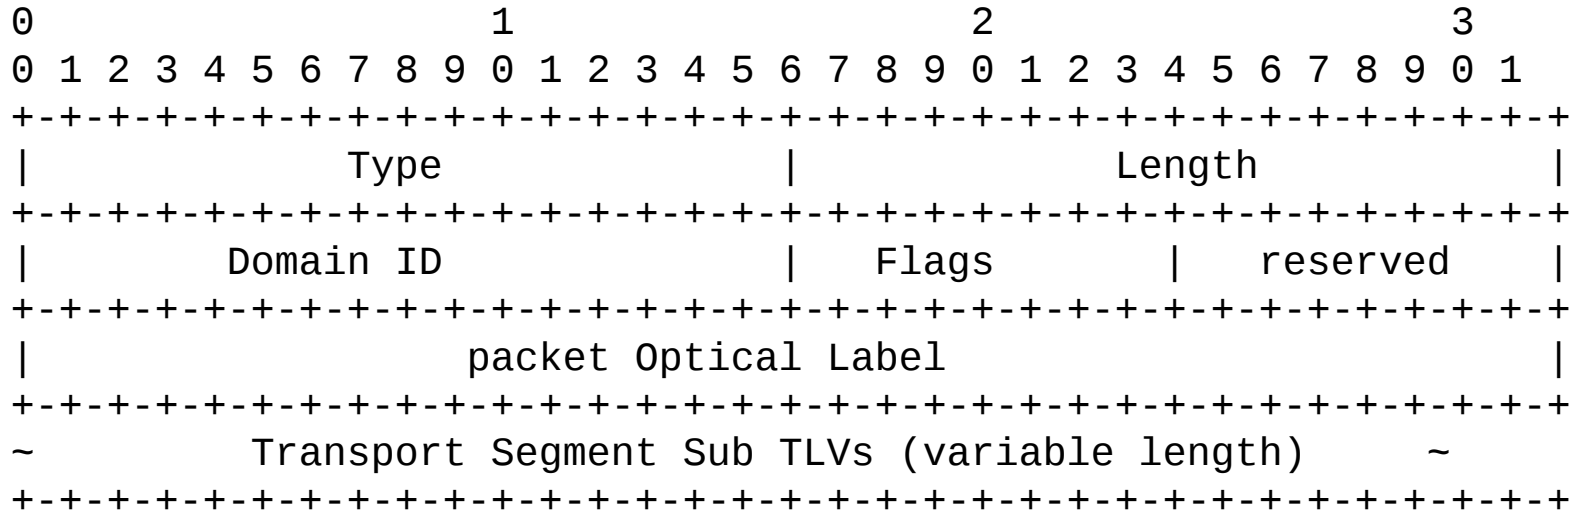 0                   1                   2                   3
0 1 2 3 4 5 6 7 8 9 0 1 2 3 4 5 6 7 8 9 0 1 2 3 4 5 6 7 8 9 0 1
+-+-+-+-+-+-+-+-+-+-+-+-+-+-+-+-+-+-+-+-+-+-+-+-+-+-+-+-+-+-+-+-+
|             Type              |             Length            |
+-+-+-+-+-+-+-+-+-+-+-+-+-+-+-+-+-+-+-+-+-+-+-+-+-+-+-+-+-+-+-+-+
|        Domain ID              |   Flags       |   reserved    |
+-+-+-+-+-+-+-+-+-+-+-+-+-+-+-+-+-+-+-+-+-+-+-+-+-+-+-+-+-+-+-+-+
|                  packet Optical Label                         |
+-+-+-+-+-+-+-+-+-+-+-+-+-+-+-+-+-+-+-+-+-+-+-+-+-+-+-+-+-+-+-+-+
~         Transport Segment Sub TLVs (variable length)     ~
+-+-+-+-+-+-+-+-+-+-+-+-+-+-+-+-+-+-+-+-+-+-+-+-+-+-+-+-+-+-+-+-+